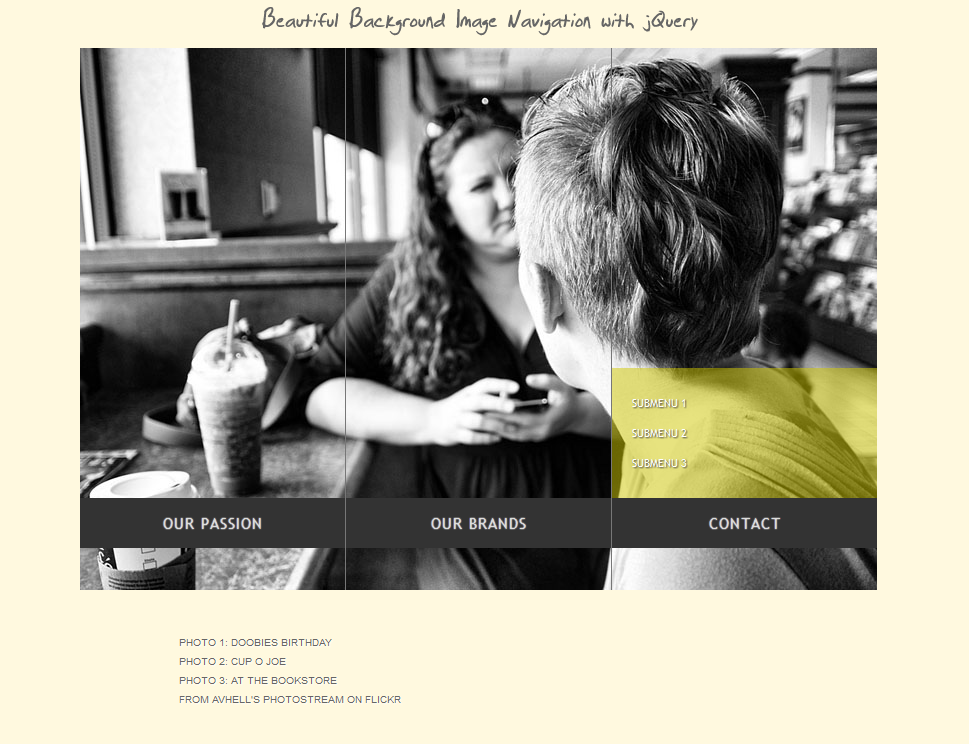 Beautiful Background Image Navigation with jQuery
SUBMENU 1
SUBMENU 2
SUBMENU 3
OUR PASSION
OUR BRANDS
CONTACT
PHOTO 1: DOOBIES BIRTHDAY
PHOTO 2: CUP O JOE
PHOTO 3: AT THE BOOKSTORE
FROM AVHELL'S PHOTOSTREAM ON FLICKR